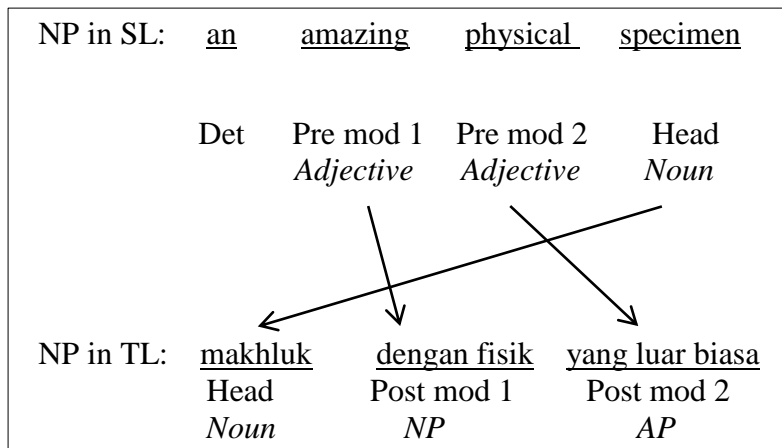 NP in SL: an amazing physical specimen
Det Pre mod 1 Pre mod 2 Head
Adjective Adjective Noun
NP in TL: makhluk dengan fisik yang luar biasa
Head Post mod 1 Post mod 2
Noun NP AP